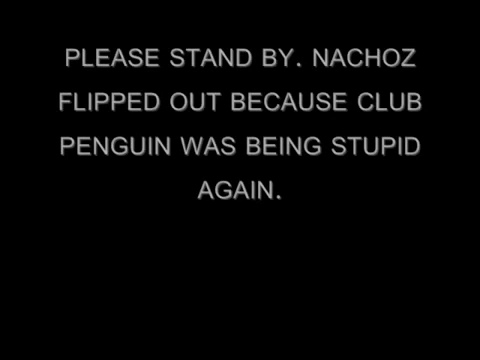 PLEASE STAND BY. NACHOZ
FLIPPED OUT BECAUSE CLUB
PENGUIN WAS BEING STUPID
AGAIN.